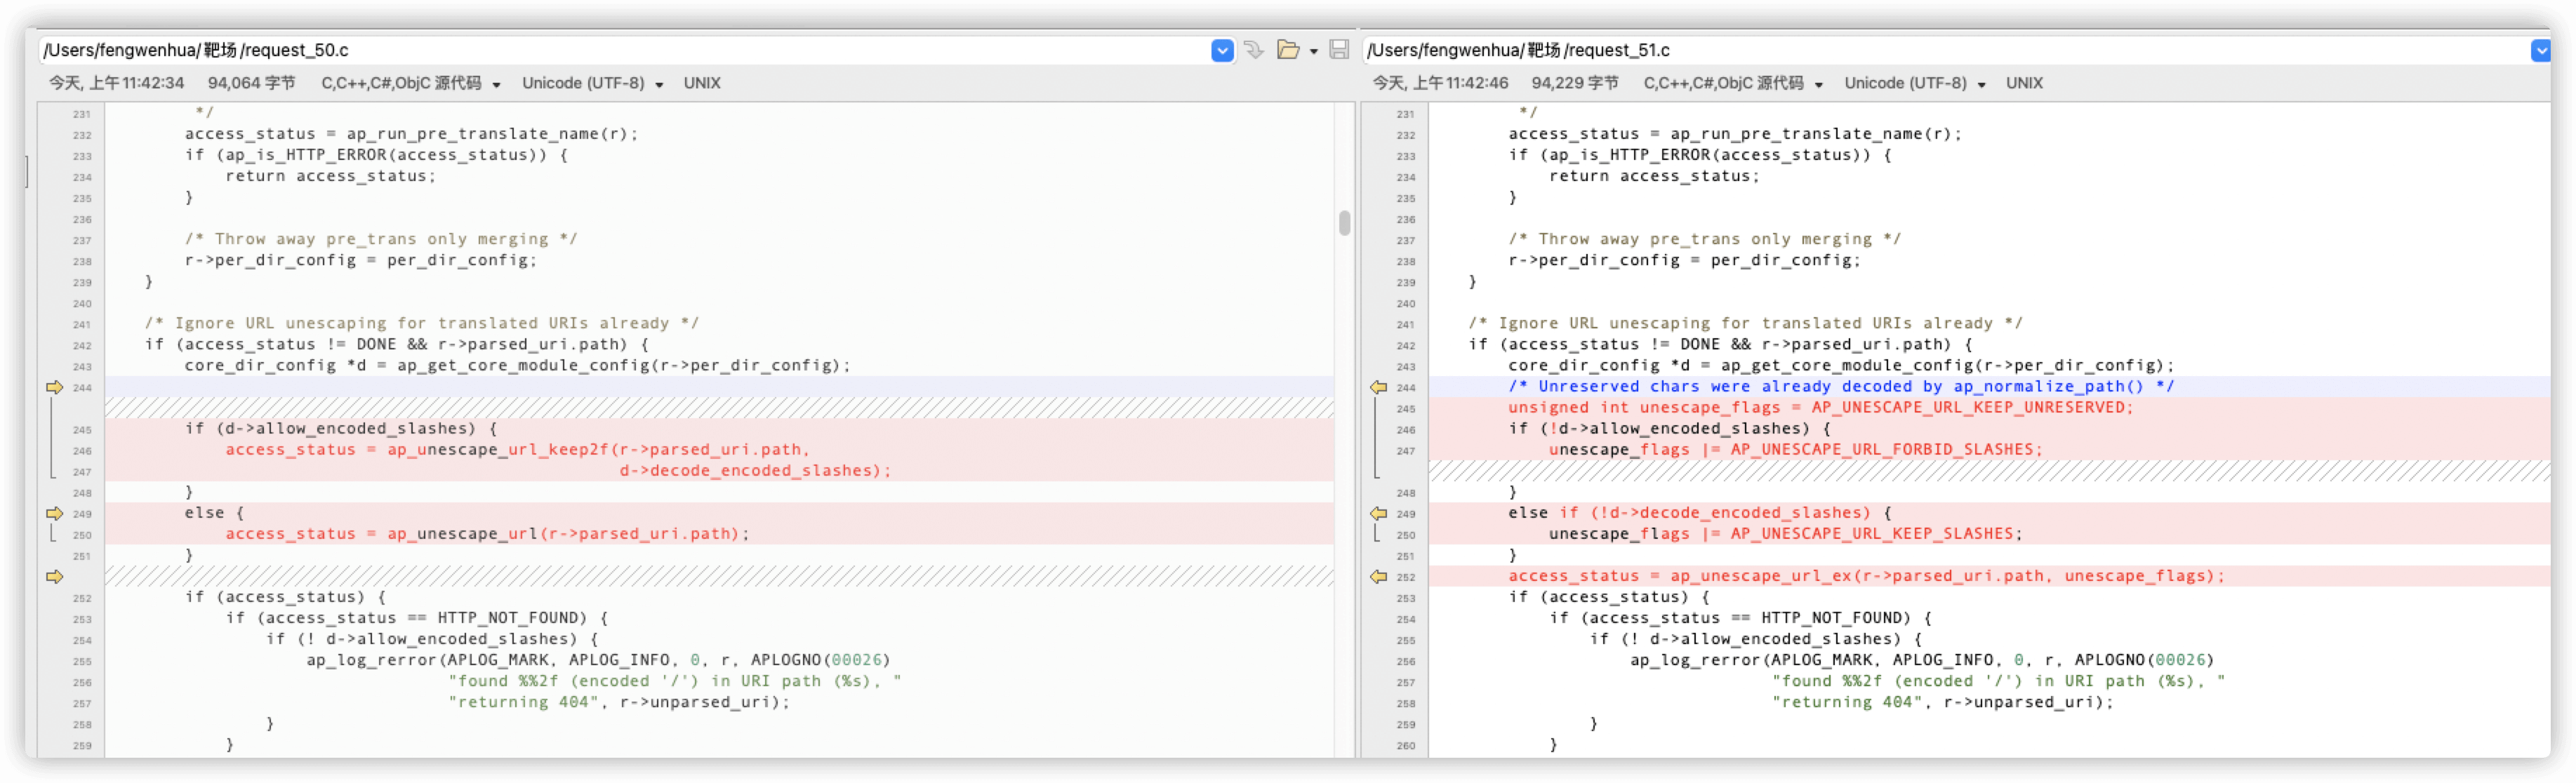 /Users/fengwenhua/靶场/request_50.c
今天, 上午11:42:34 94,064 字节 C,C++,C#,ObjC 源代码 Unicode (UTF-8) UNIX
231 */
232 access_status = ap_run_pre_translate_name(r);
233 if (ap_is_HTTP_ERROR(access_status)) {
234 return access_status;
235 }
236
237 /* Throw away pre_trans only merging */
238 r->per_dir_config = per_dir_config;
239 }
240
241 /* Ignore URL unescaping for translated URIs already */
242 if (access_status != DONE && r->parsed_uri.path) {
243 core_dir_config *d = ap_get_core_module_config(r->per_dir_config);
244
245 if (d->allow_encoded_slashes) {
246 access_status = ap_unescape_url_keep2f(r->parsed_uri.path,
247 d->decode_encoded_slashes);
248 }
249 else {
250 access_status = ap_unescape_url(r->parsed_uri.path);
251 }
252 if (access_status) {
253 if (access_status == HTTP_NOT_FOUND) {
254 if (! d->allow_encoded_slashes) {
255 ap_log_rerror(APLOG_MARK, APLOG_INFO, 0, r, APLOGNO(00026)
256 "found %%2f (encoded '/') in URI path (%s), "
257 "returning 404", r->unparsed_uri);
258 }
259 }
/Users/fengwenhua/靶场/request_51.c
今天, 上午11:42:46 94,229 字节 C,C++,C#,ObjC 源代码 Unicode (UTF-8) UNIX
231 */
232 access_status = ap_run_pre_translate_name(r);
233 if (ap_is_HTTP_ERROR(access_status)) {
234 return access_status;
235 }
236
237 /* Throw away pre_trans only merging */
238 r->per_dir_config = per_dir_config;
239 }
240
241 /* Ignore URL unescaping for translated URIs already */
242 if (access_status != DONE && r->parsed_uri.path) {
243 core_dir_config *d = ap_get_core_module_config(r->per_dir_config);
244 /* Unreserved chars were already decoded by ap_normalize_path() */
245 unsigned int unescape_flags = AP_UNESCAPE_URL_KEEP_UNRESERVED;
246 if (!d->allow_encoded_slashes) {
247 unescape_flags |= AP_UNESCAPE_URL_FORBID_SLASHES;
248 }
249 else if (!d->decode_encoded_slashes) {
250 unescape_flags |= AP_UNESCAPE_URL_KEEP_SLASHES;
251 }
252 access_status = ap_unescape_url_ex(r->parsed_uri.path, unescape_flags);
253 if (access_status) {
254 if (access_status == HTTP_NOT_FOUND) {
255 if (! d->allow_encoded_slashes) {
256 ap_log_rerror(APLOG_MARK, APLOG_INFO, 0, r, APLOGNO(00026)
257 "found %%2f (encoded '/') in URI path (%s), "
258 "returning 404", r->unparsed_uri);
259 }
260 }